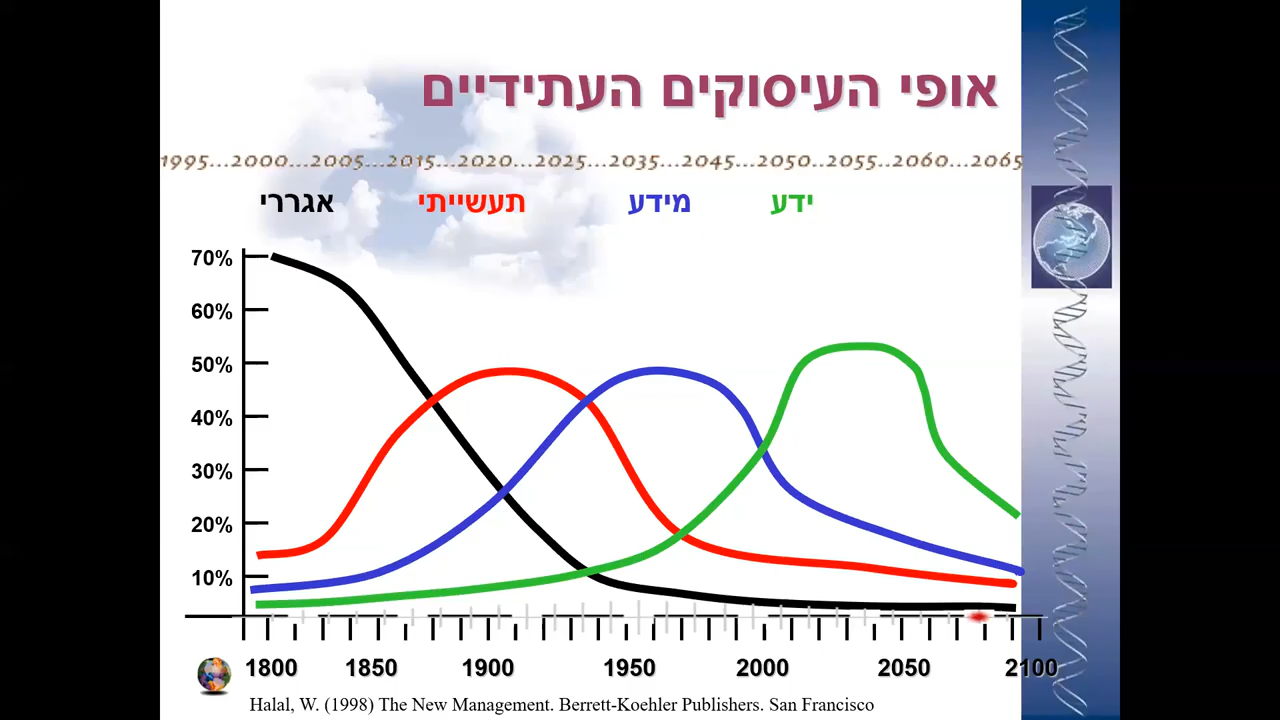 אופי העיסוקים העתידיים
1995...2000...2005...2015...2020...2025...2035...2045...2050...2055...2060...2065
אגררי תעשייתי מידע ידע
70%
60%
50%
40%
30%
20%
10%
1800 1850 1900 1950 2000 2050 2100
Halal, W. (1998) The New Management. Berrett-Koehler Publishers. San Francisco